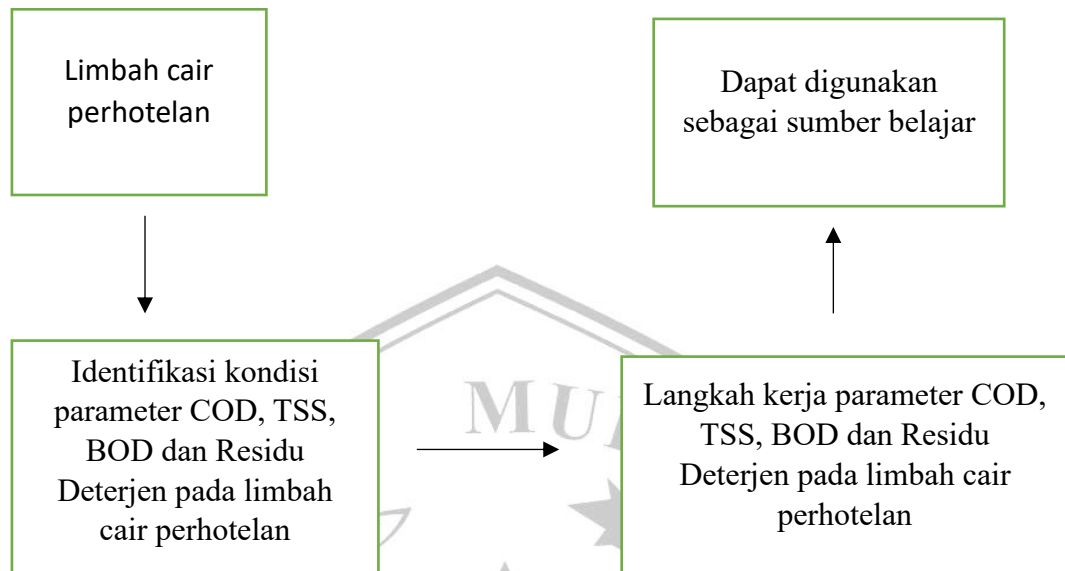 Limbah cair
perhotelan
Identifikasi kondisi
parameter COD, TSS,
BOD dan Residu
Deterjen pada limbah
cair perhotelan
Langkah kerja parameter COD,
TSS, BOD dan Residu
Deterjen pada limbah cair
perhotelan
Dapat digunakan
sebagai sumber belajar